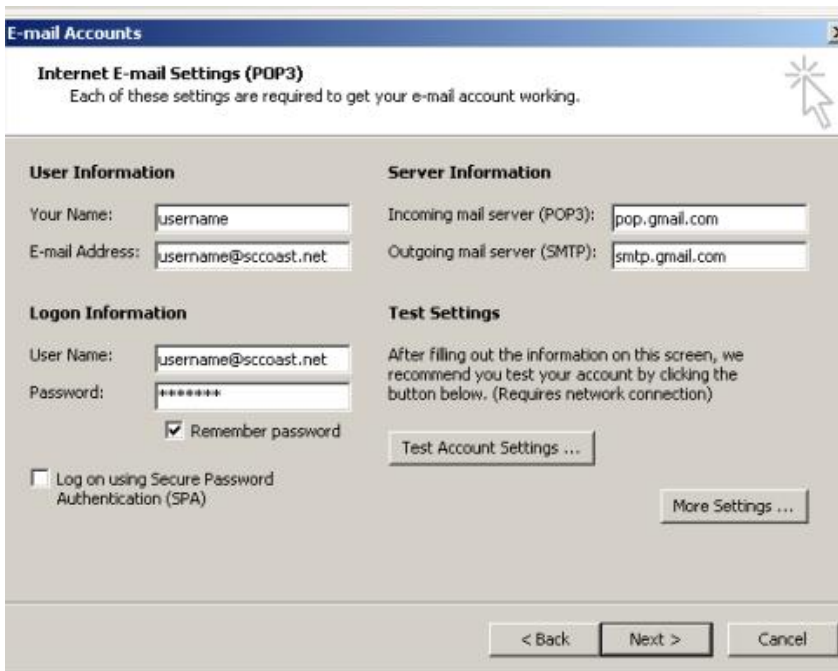 E-mail Accounts
Internet E-mail Settings (POP3)
Each of these settings are required to get your e-mail account working.
User Information
Your Name: username
E-mail Address: username@sccoast.net
Server Information
Incoming mail server (POP3): pop.gmail.com
Outgoing mail server (SMTP): smtp.gmail.com
Logon Information
User Name: username@sccoast.net
Password: *******
Remember password
Log on using Secure Password
Authentication (SPA)
Test Settings
After filling out the information on this screen, we
recommend you test your account by clicking the
button below. (Requires network connection)
Test Account Settings ...
More Settings ...
< Back
Next >
Cancel